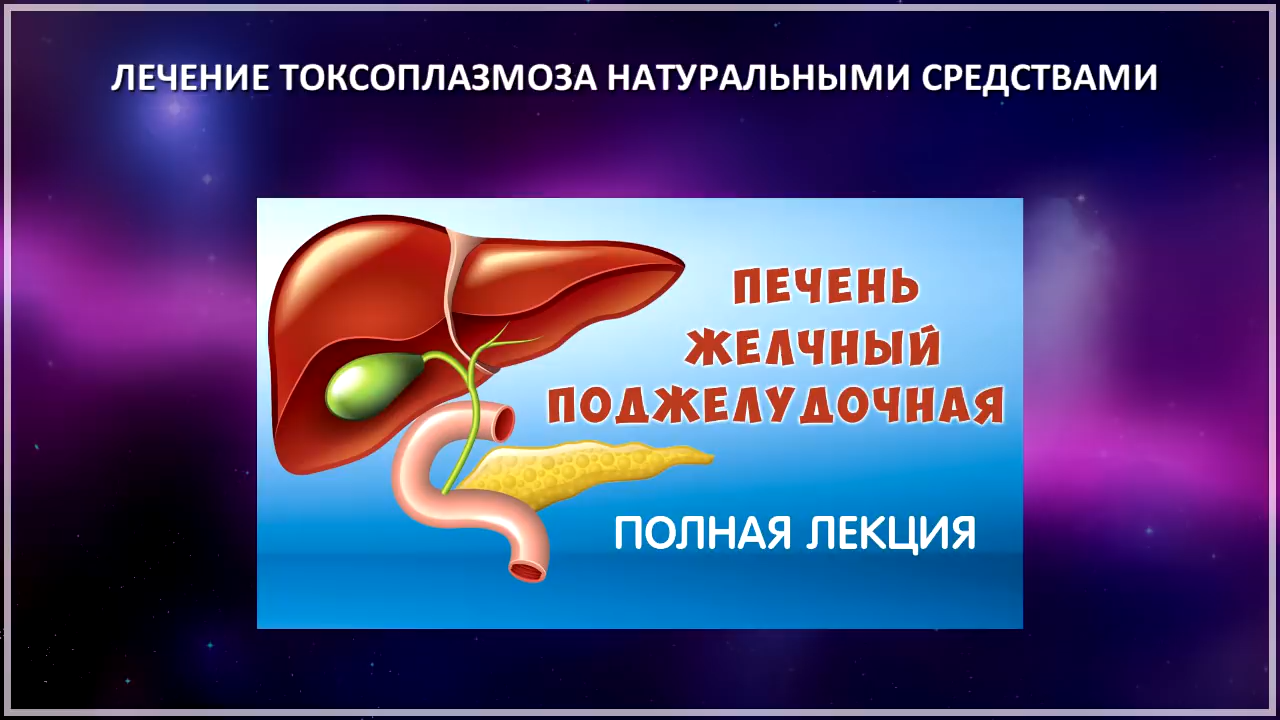 ЛЕЧЕНИЕ ТОКСОПЛАЗМОЗА НАТУРАЛЬНЫМИ СРЕДСТВАМИ
ПЕЧЕНЬ
ЖЕЛЧНЫЙ
ПОДЖЕЛУДОЧНАЯ
ПОЛНАЯ ЛЕКЦИЯ